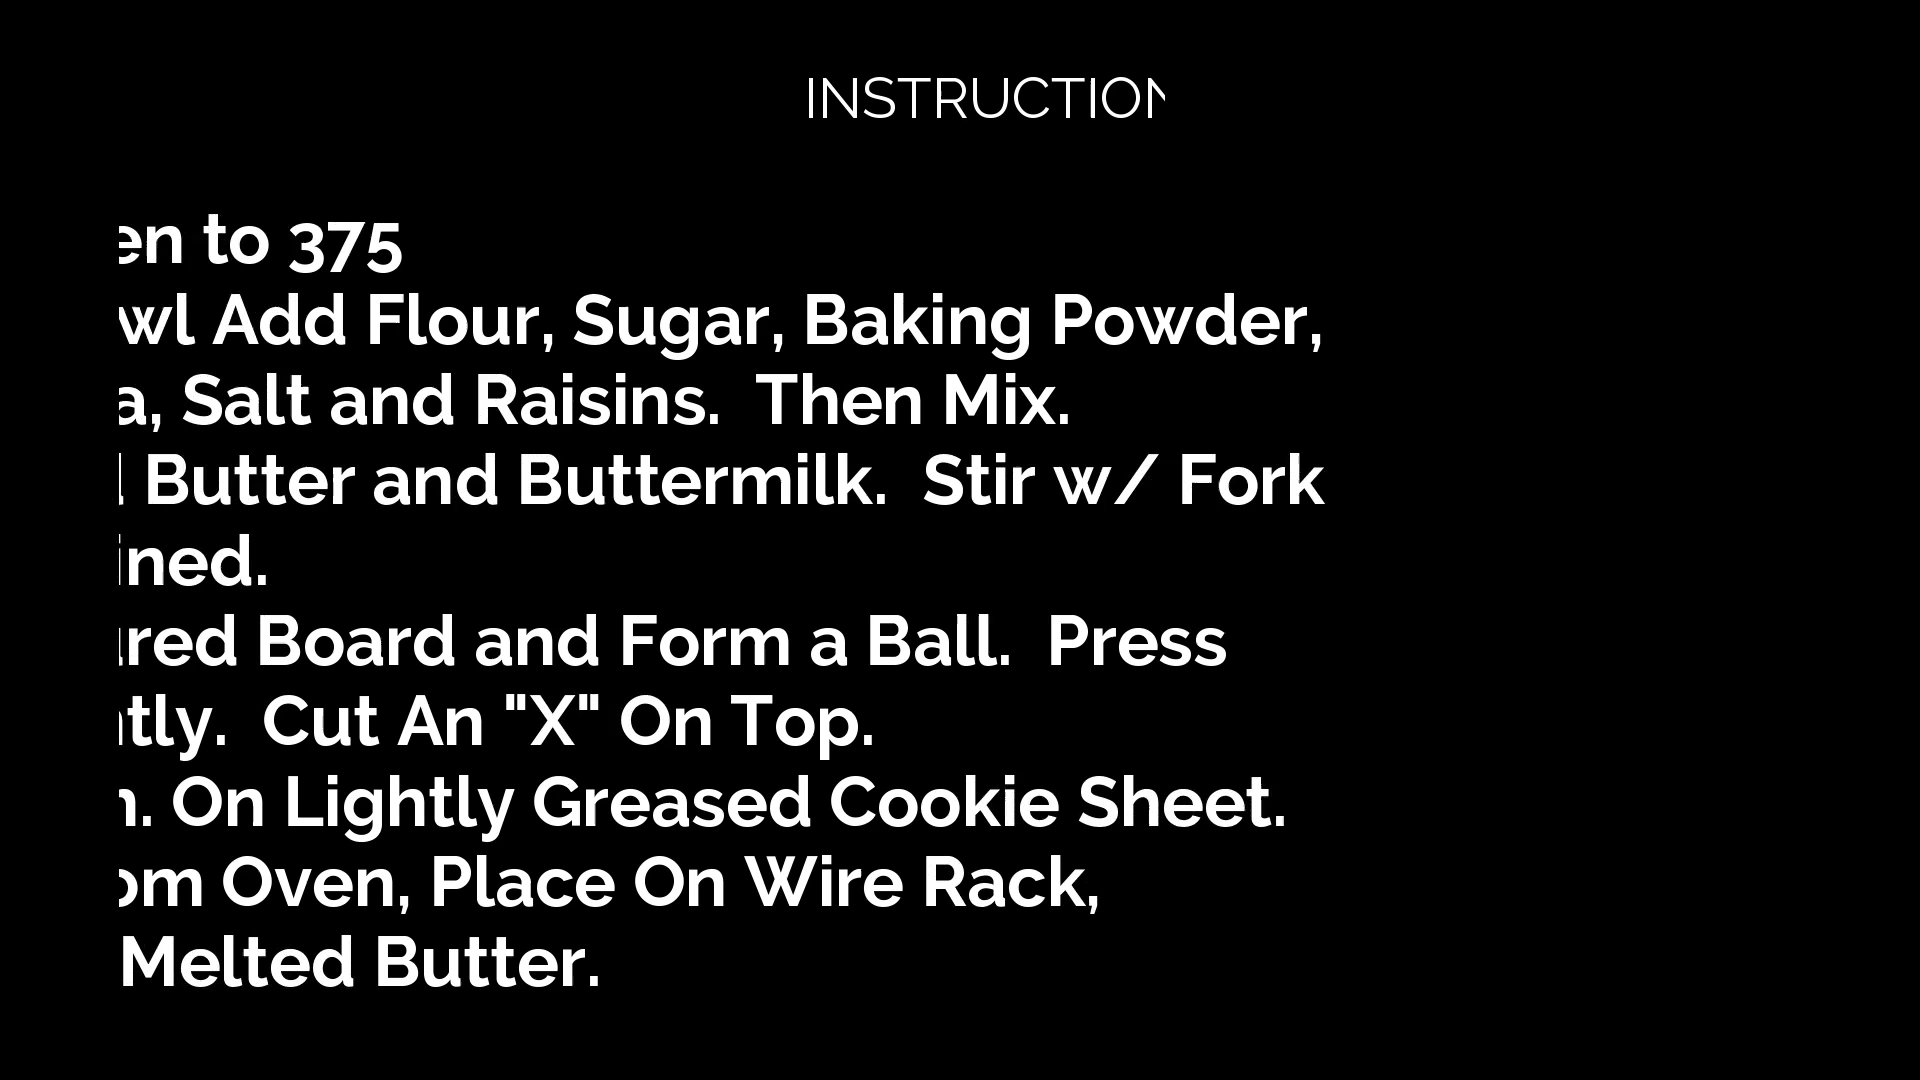 INSTRUCTION
en to 375
wl Add Flour, Sugar, Baking Powder,
a, Salt and Raisins.  Then Mix.
Butter and Buttermilk.  Stir w/ Fork
ined.
red Board and Form a Ball.  Press
tly.  Cut An "X" On Top.
. On Lightly Greased Cookie Sheet.
om Oven, Place On Wire Rack,
Melted Butter.